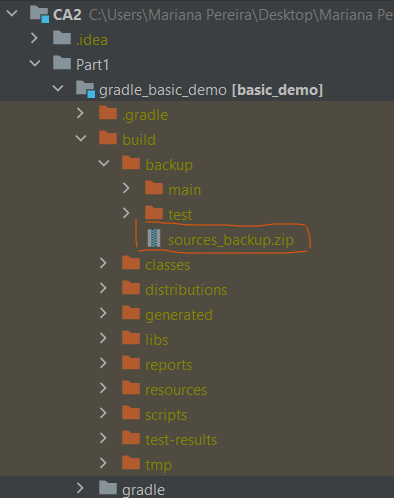 CA2 C:\Users\Mariana Pereira\Desktop\Mariana Pe
.idea
Part1
gradle_basic_demo [basic_demo]
.gradle
build
backup
main
test
sources_backup.zip
classes
distributions
generated
libs
reports
resources
scripts
test-results
tmp
gradle